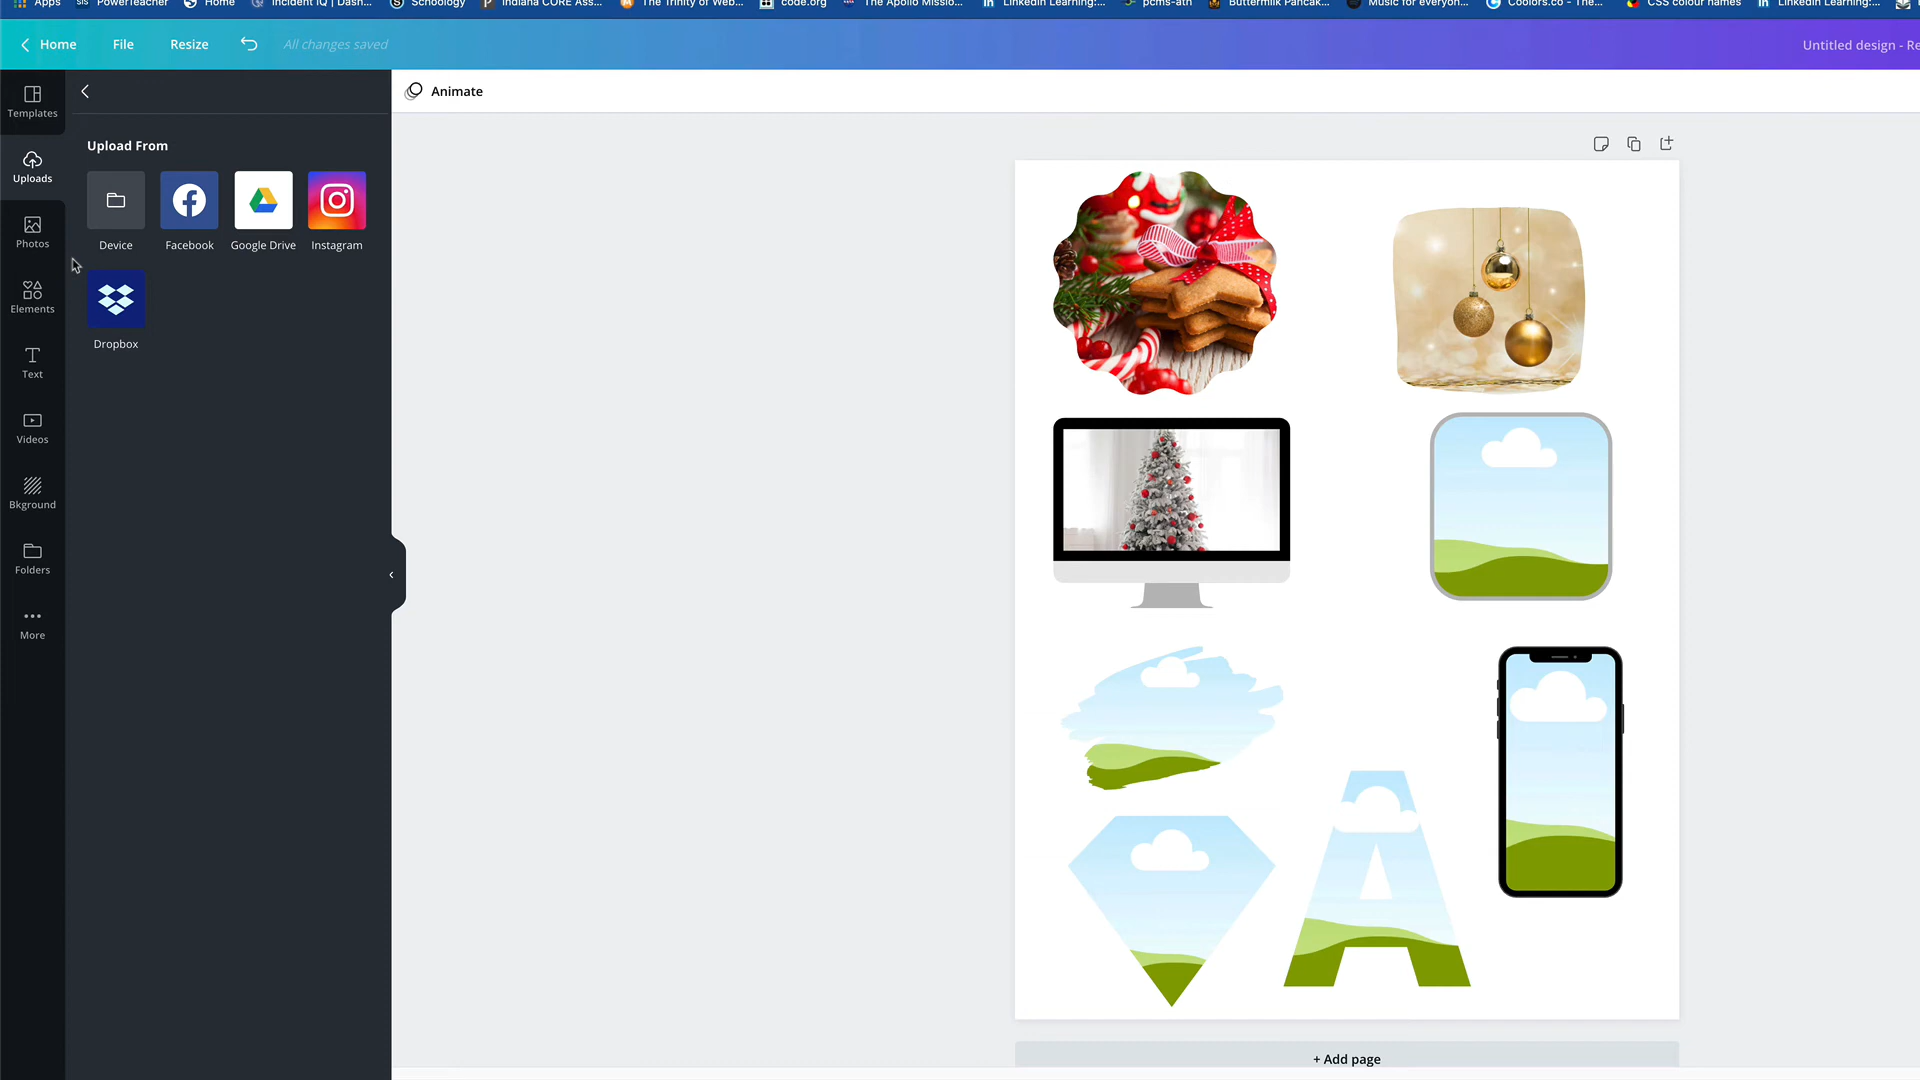 Apps PowerTeacher Home Incident IQ | Dash... Schoology Indiana CORE Ass... The Trinity of Web... code.org The Apollo Missio... LinkedIn Learning:... pcms-ath Buttermilk Pancak... Music for everyon... Coolors.co - The... CSS colour names LinkedIn Learning:...
Home File Resize All changes saved Untitled design - Re
Animate
Templates
Upload From
Uploads
Photos
Device Facebook Google Drive Instagram
Elements
Dropbox
Text
Videos
Bkground
Folders
More
+ Add page